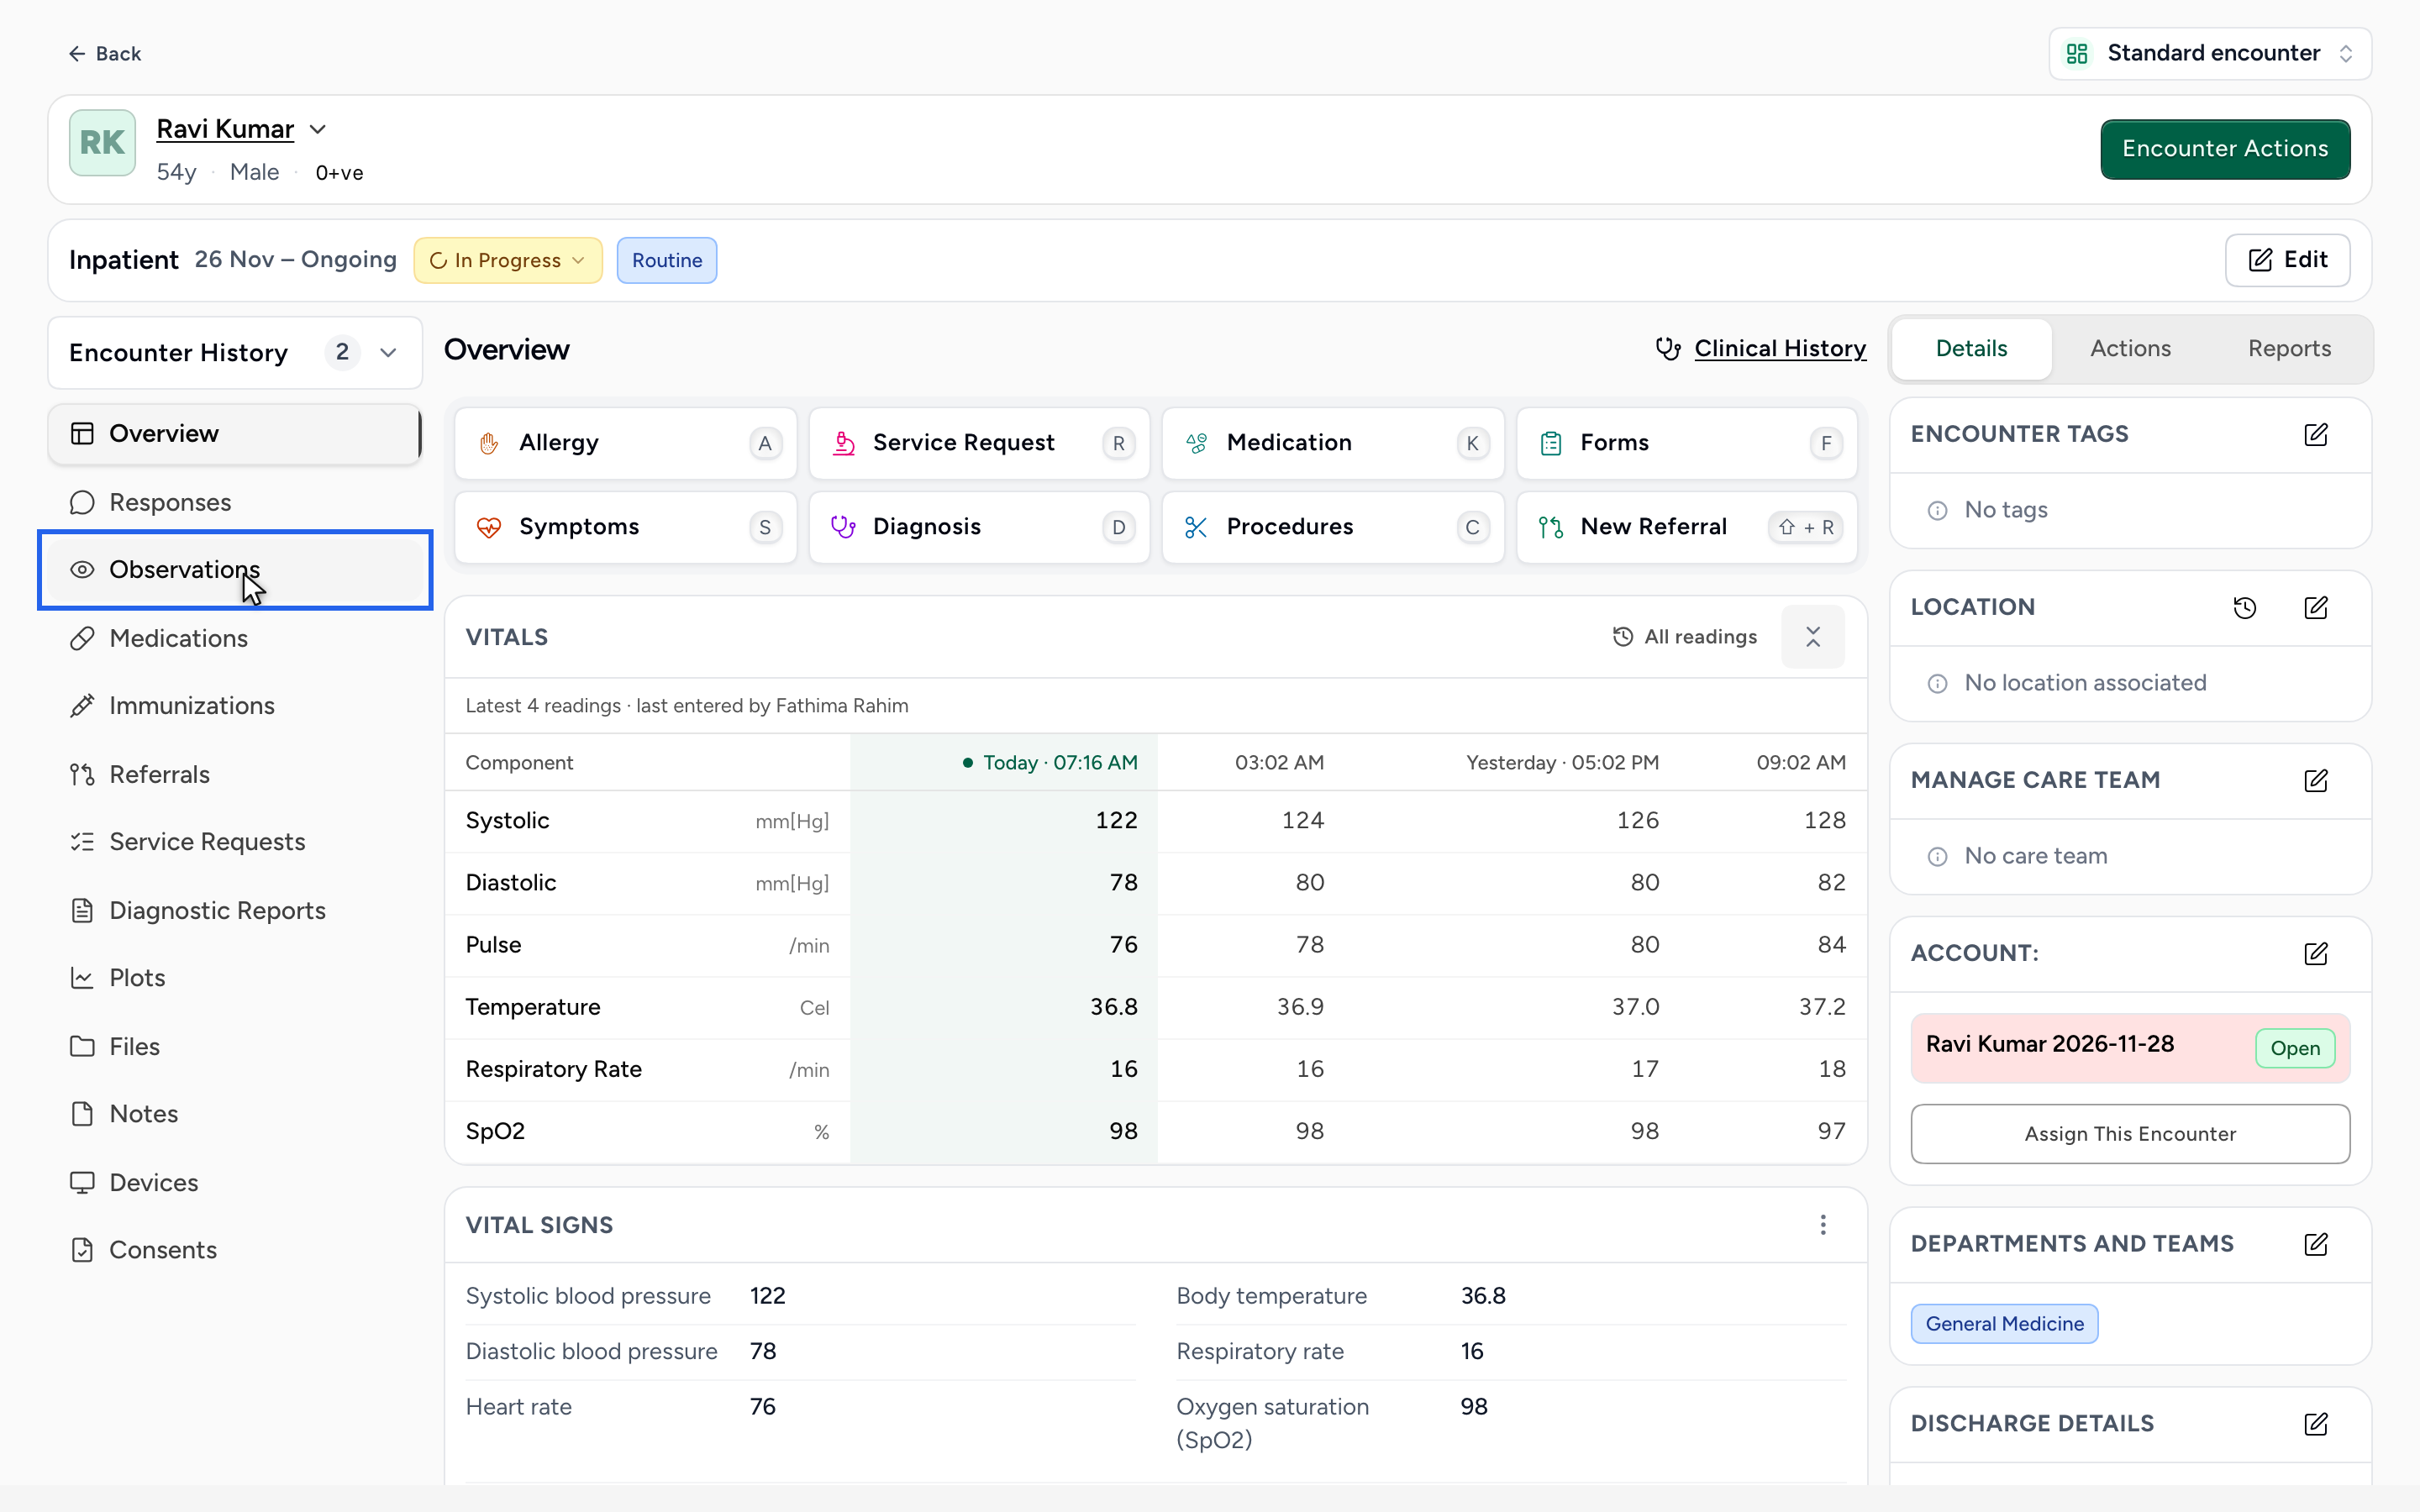 Back
Standard encounter
RK
Ravi Kumar
54y · Male · 0+ve
Encounter Actions
Inpatient 26 Nov – Ongoing In Progress Routine
Edit
Encounter History 2
Overview
Responses
Observations
Medications
Immunizations
Referrals
Service Requests
Diagnostic Reports
Plots
Files
Notes
Devices
Consents
Overview
Clinical History
Allergy A
Service Request R
Medication K
Forms F
Symptoms S
Diagnosis D
Procedures C
New Referral ⇧ + R
VITALS
All readings
Latest 4 readings · last entered by Fathima Rahim
Component Today · 07:16 AM 03:02 AM Yesterday · 05:02 PM 09:02 AM
Systolic mm[Hg] 122 124 126 128
Diastolic mm[Hg] 78 80 80 82
Pulse /min 76 78 80 84
Temperature Cel 36.8 36.9 37.0 37.2
Respiratory Rate /min 16 16 17 18
SpO2 % 98 98 98 97
VITAL SIGNS
Systolic blood pressure 122
Body temperature 36.8
Diastolic blood pressure 78
Respiratory rate 16
Heart rate 76
Oxygen saturation 98
(SpO2)
Details Actions Reports
ENCOUNTER TAGS
No tags
LOCATION
No location associated
MANAGE CARE TEAM
No care team
ACCOUNT:
Ravi Kumar 2026-11-28 Open
Assign This Encounter
DEPARTMENTS AND TEAMS
General Medicine
DISCHARGE DETAILS